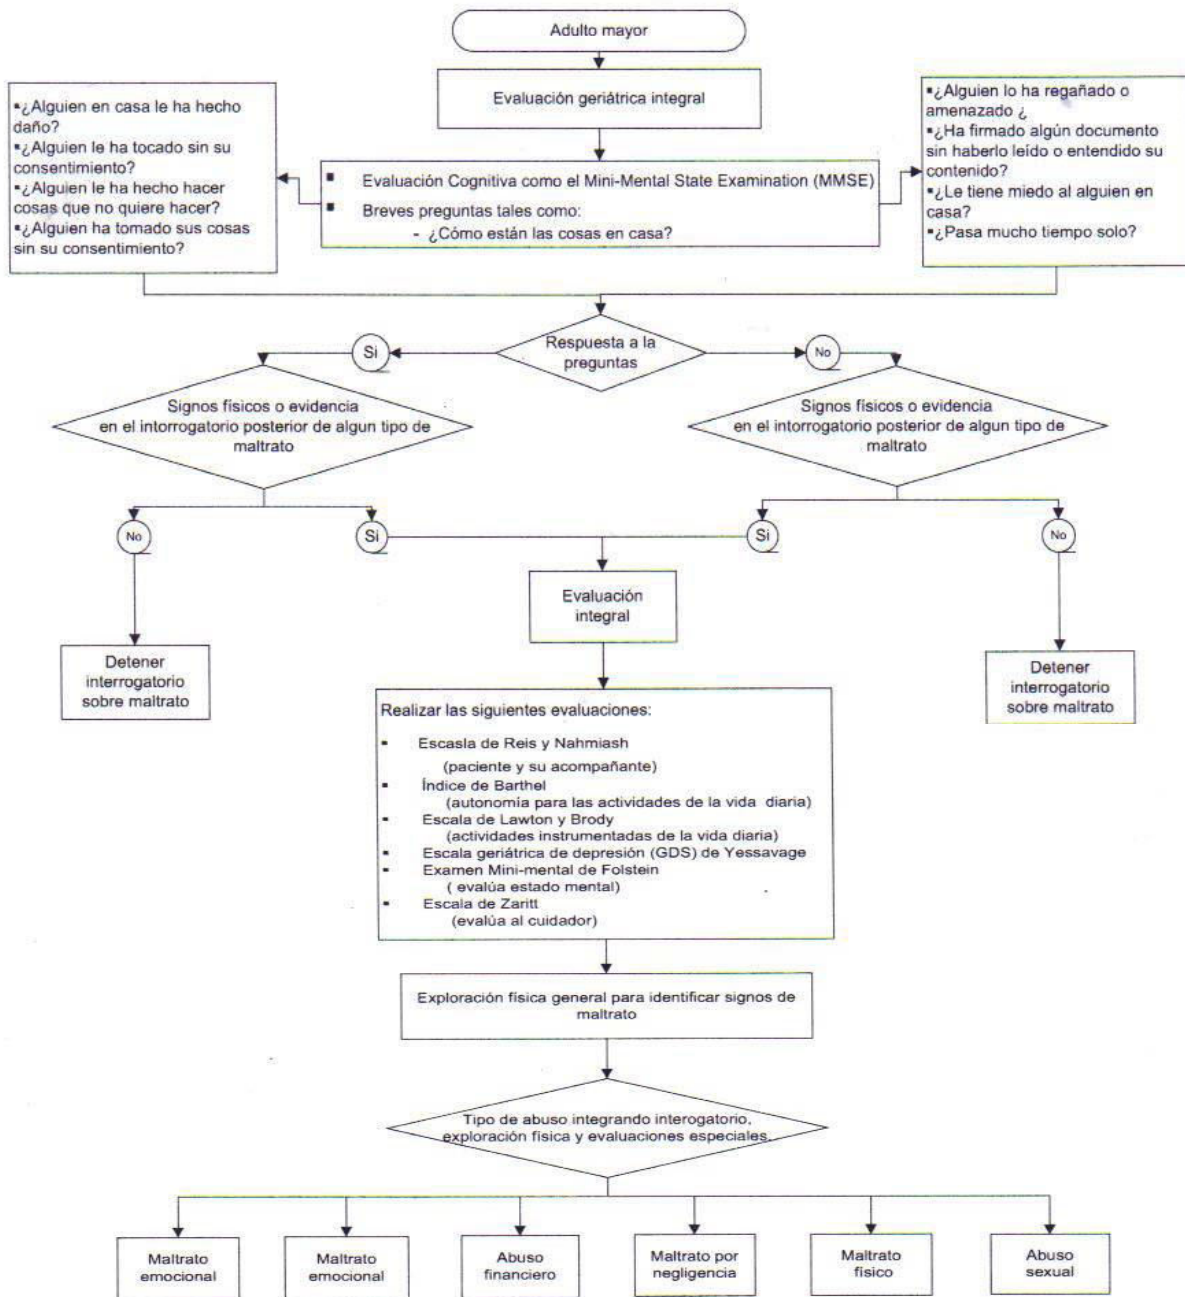 Adulto mayor
Evaluación geriátrica integral
▪¿Alguien en casa le ha hecho
daño?
▪¿Alguien le ha tocado sin su
consentimiento?
▪¿Alguien le ha hecho hacer
cosas que no quiere hacer?
▪¿Alguien ha tomado sus cosas
sin su consentimiento?
▪ Evaluación Cognitiva como el Mini-Mental State Examination (MMSE)
▪ Breves preguntas tales como:
- ¿Cómo están las cosas en casa?
▪¿Alguien lo ha regañado o
amenazado ¿
▪¿Ha firmado algún documento
sin haberlo leído o entendido su
contenido?
▪¿Le tiene miedo al alguien en
casa?
▪¿Pasa mucho tiempo solo?
Respuesta a la
preguntas
Si
No
Signos físicos o evidencia
en el intorrogatorio posterior de algun tipo de
maltrato
Signos físicos o evidencia
en el intorrogatorio posterior de algun tipo de
maltrato
No
Si
Si
No
Evaluación
integral
Detener
interrogatorio
sobre maltrato
Detener
interrogatorio
sobre maltrato
Realizar las siguientes evaluaciones:
▪ Escasla de Reis y Nahmiash
(paciente y su acompañante)
▪ Índice de Barthel
(autonomía para las actividades de la vida diaria)
▪ Escala de Lawton y Brody
(actividades instrumentadas de la vida diaria)
▪ Escala geriátrica de depresión (GDS) de Yessavage
▪ Examen Mini-mental de Folstein
( evalúa estado mental)
▪ Escala de Zaritt
(evalúa al cuidador)
Exploración física general para identificar signos de
maltrato
Tipo de abuso integrando interogatorio,
exploración física y evaluaciones especiales.
Maltrato
emocional
Maltrato
emocional
Abuso
financiero
Maltrato por
negligencia
Maltrato
físico
Abuso
sexual